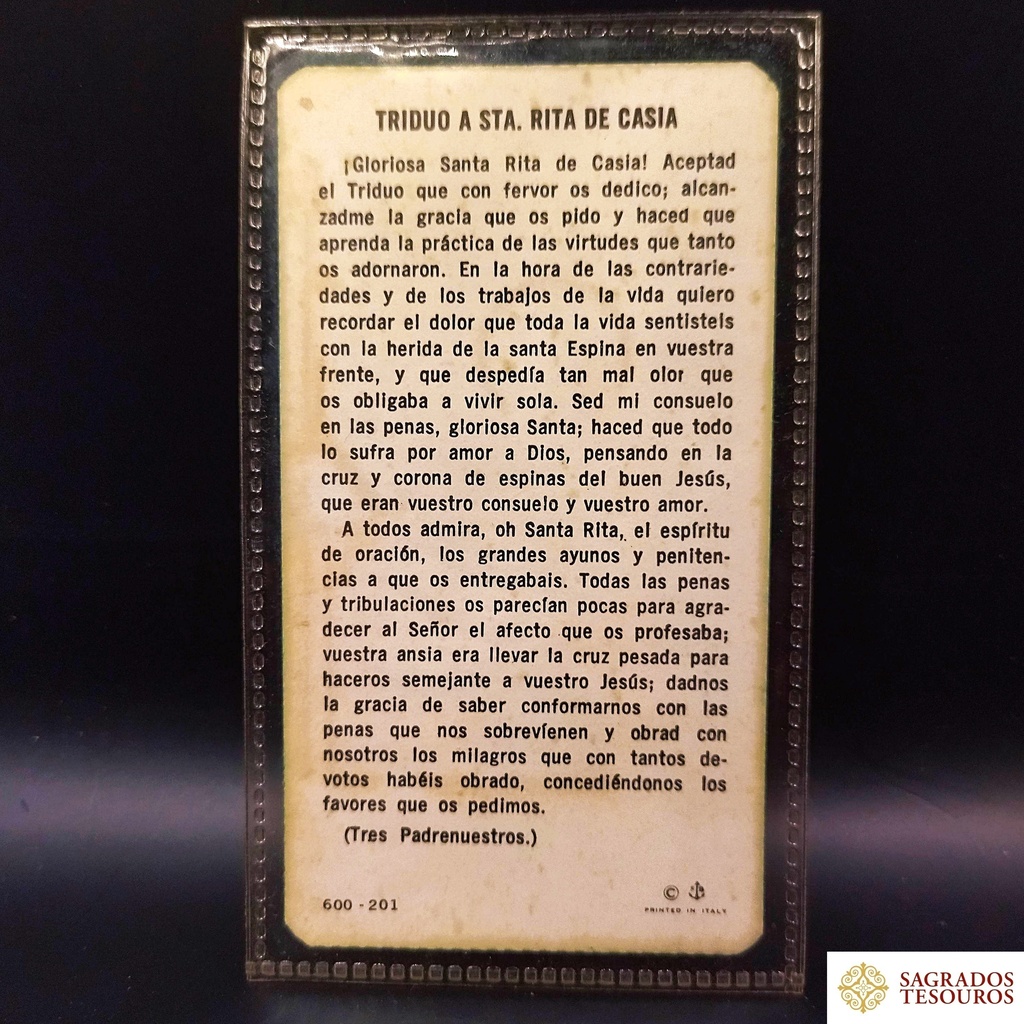 TRIDUO A STA. RITA DE CASIA
¡Gloriosa Santa Rita de Casia! Aceptad
el Triduo que con fervor os dedico; alcan-
zadme la gracia que os pido y haced que
aprenda la práctica de las virtudes que tanto
os adornaron. En la hora de las contrarie-
dades y de los trabajos de la vida quiero
recordar el dolor que toda la vida sentisteis
con la herida de la santa Espina en vuestra
frente, y que despedía tan mal olor que
os obligaba a vivir sola. Sed mi consuelo
en las penas, gloriosa Santa; haced que todo
lo sufra por amor a Dios, pensando en la
cruz y corona de espinas del buen Jesús,
que eran vuestro consuelo y vuestro amor.
A todos admira, oh Santa Rita, el espíritu
de oración, los grandes ayunos y peniten-
cias a que os entregabais. Todas las penas
y tribulaciones os parecían pocas para agra-
decer al Señor el afecto que os profesaba;
vuestra ansia era llevar la cruz pesada para
haceros semejante a vuestro Jesús; dadnos
la gracia de saber conformarnos con las
penas que nos sobrevíenen y obrad con
nosotros los milagros que con tantos de-
votos habéis obrado, concediéndonos los
favores que os pedimos.
(Tres Padrenuestros.)
600 - 201
©
PRINTED IN ITALY
SAGRADOS
TESOUROS